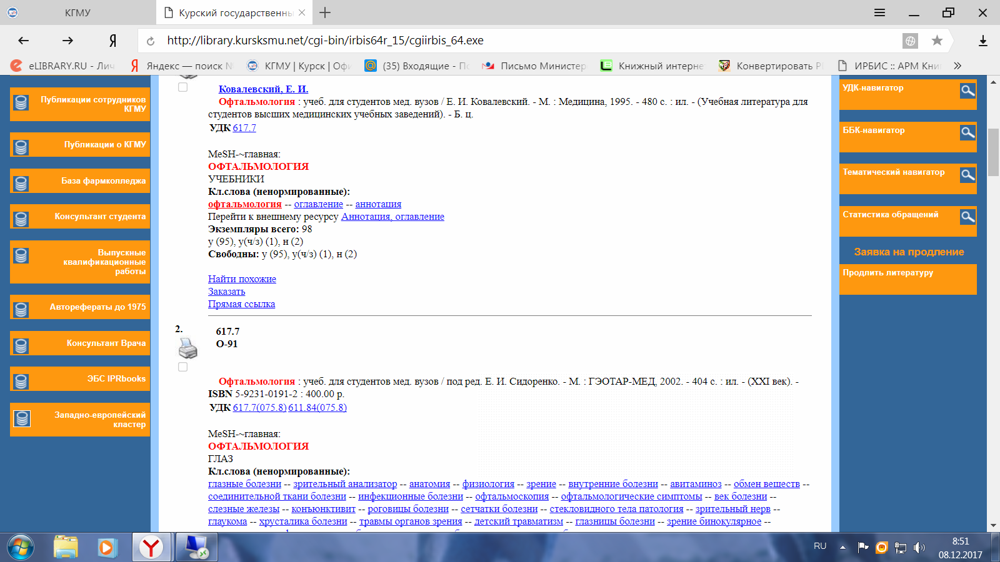 КГМУ
Курский государственны
http://library.kursksmu.net/cgi-bin/irbis64r_15/cgiirbis_64.exe
eLIBRARY.RU - Лич
Яндекс — поиск
КГМУ | Курск | Офи
(35) Входящие - По
Письмо Министер
Книжный интерне
Конвертировать
ИРБИС :: АРМ Кни
Публикации сотрудников
КГМУ
Публикации о КГМУ
База фармколледжа
Консультант студента
Выпускные
квалификационные
работы
Авторефераты до 1975
Консультант Врача
ЭБС IPRbooks
Западно-европейский
кластер
Ковалевский, Е. И.
Офтальмология : учеб. для студентов мед. вузов / Е. И. Ковалевский. - М. : Медицина, 1995. - 480 с. : ил. - (Учебная литература для
студентов высших медицинских учебных заведений). - Б. ц.
УДК 617.7
MeSH-~главная:
ОФТАЛЬМОЛОГИЯ
УЧЕБНИКИ
Кл.слова (ненормированные):
офтальмология -- оглавление -- аннотация
Перейти к внешнему ресурсу Аннотация, оглавление
Экземпляры всего: 98
у (95), у(ч/з) (1), н (2)
Свободны: у (95), у(ч/з) (1), н (2)
Найти похожие
Заказать
Прямая ссылка
2.
617.7
О-91
Офтальмология : учеб. для студентов мед. вузов / под ред. Е. И. Сидоренко. - М. : ГЭОТАР-МЕД, 2002. - 404 с. : ил. - (XXI век). -
ISBN 5-9231-0191-2 : 400.00 р.
УДК 617.7(075.8) 611.84(075.8)
MeSH-~главная:
ОФТАЛЬМОЛОГИЯ
ГЛАЗ
Кл.слова (ненормированные):
глазные болезни -- зрительный анализатор -- анатомия -- физиология -- зрение -- внутренние болезни -- авитаминоз -- обмен веществ --
соединительной ткани болезни -- инфекционные болезни -- офтальмоскопия -- офтальмологические симптомы -- век болезни --
слезные железы -- конъюнктивит -- роговицы болезни -- сетчатки болезни -- стекловидного тела патология -- зрительный нерв --
глаукома -- хрусталика болезни -- травмы органов зрения -- детский травматизм -- глазницы болезни -- зрение бинокулярное --
УДК-навигатор
ББК-навигатор
Тематический навигатор
Статистика обращений
Заявка на продление
Продлить литературу
RU
8:51
08.12.2017